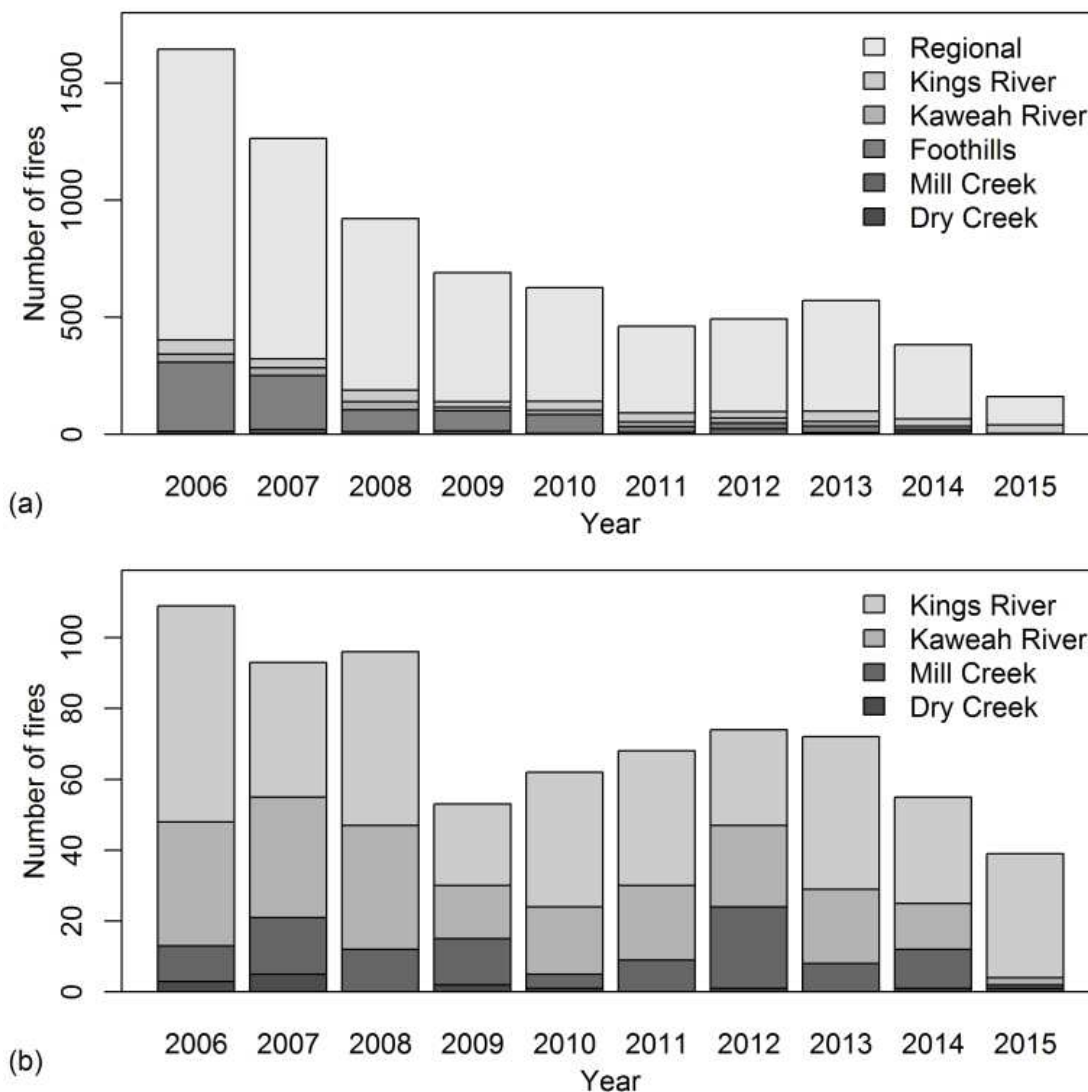 Number of fires
1500
1000
500
0
Regional
Kings River
Kaweah River
Foothills
Mill Creek
Dry Creek
2006 2007 2008 2009 2010 2011 2012 2013 2014 2015
(a)
Year
Number of fires
100
80
60
40
20
0
Kings River
Kaweah River
Mill Creek
Dry Creek
2006 2007 2008 2009 2010 2011 2012 2013 2014 2015
(b)
Year